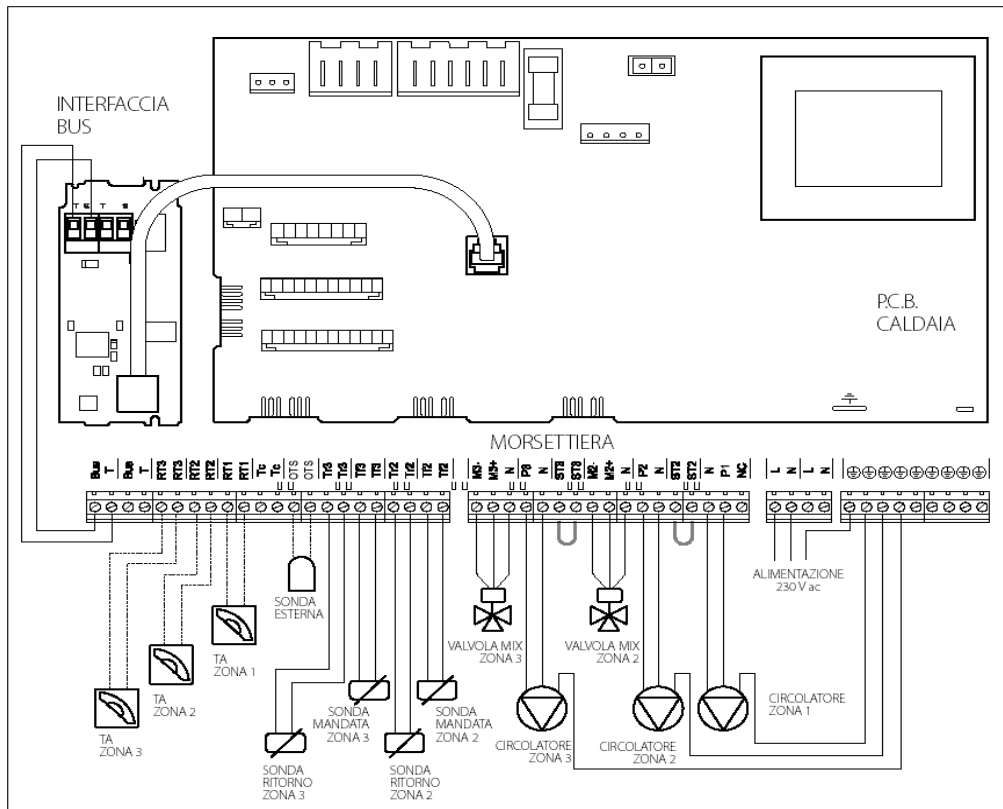 INTERFACCIA
BUS
P.C.B.
CALDAIA
MORSETTIERA
Bus T Bus T RT3 RT3 RT2 RT2 RT1 RT1 Tc Tc OTS OTS Tr3 Tr3 Tf3 Tf3 Tr2 Tr2 Tf2 Tf2 M3- M3+ N P3 N ST3 ST3 M2- M2+ N P2 N ST2 ST2 N P1 NC L N L N
ALIMENTAZIONE
230 V ac
SONDA
ESTERNA
TA
ZONA 1
VALVOLA MIX
ZONA 3
VALVOLA MIX
ZONA 2
TA
ZONA 2
TA
ZONA 3
SONDA
MANDATA
ZONA 3
SONDA
MANDATA
ZONA 2
CIRCOLATORE
ZONA 1
CIRCOLATORE
ZONA 3
CIRCOLATORE
ZONA 2
SONDA
RITORNO
ZONA 3
SONDA
RITORNO
ZONA 2